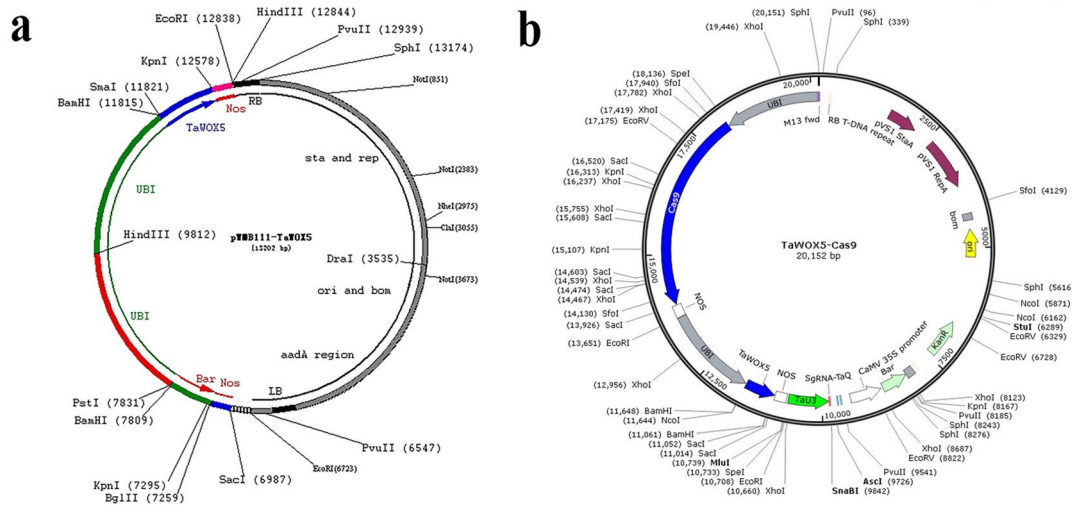 a
EcoRI (12838)
HindIII (12844)
PvuII (12939)
SphI (13174)
KpnI (12578)
SmaI (11821)
BamHI (11815)
NotI(851)
RB
Nos
TaWOX5
sta and rep
NotI(2383)
UBI
NheI(2975)
ClaI(3055)
HindIII (9812)
pWMB111-TaWOX5
(13202 bp)
DraI (3535)
NotI(3673)
ori and bom
UBI
aadA region
Bar Nos
LB
PstI (7831)
BamHI (7809)
PvuII (6547)
EcoRI(6723)
KpnI (7295)
SacI (6987)
BglII (7259)
b
(20,151) SphI
PvuII (96)
(19,446) XhoI
SphI (339)
(18,136) SpeI
(17,940) SfoI
(17,782) XhoI
(17,419) XhoI
(17,175) EcoRV
(16,520) SacI
(16,313) KpnI
(16,237) XhoI
(15,755) XhoI
(15,608) SacI
(15,107) KpnI
(14,603) SacI
(14,539) XhoI
(14,474) SacI
(14,467) XhoI
(14,130) SfoI
(13,926) SacI
(13,651) EcoRI
(12,956) XhoI
(11,648) BamHI
(11,644) NcoI
(11,061) BamHI
(11,052) SacI
(11,014) SacI
(10,739) MluI
(10,733) SpeI
(10,708) EcoRI
(10,660) XhoI
20,000
UBI
M13 fwd
RB T-DNA repeat
pVS1 StaA
2500
pVS1 RepA
SfoI (4129)
bom
5000
ori
17,500
Cas9
TaWOX5-Cas9
20,152 bp
15,000
NOS
UBI
12,500
TaWOX5
NOS
TaU3
SgRNA-TaQ
CaMV 35S promoter
Bar
KanR
7500
10,000
SphI (5616)
NcoI (5871)
NcoI (6162)
StuI (6289)
EcoRV (6329)
EcoRV (6728)
XhoI (8123)
KpnI (8167)
PvuII (8185)
SphI (8243)
SphI (8276)
XhoI (8687)
EcoRV (8822)
PvuII (9541)
AscI (9726)
SnaBI (9842)